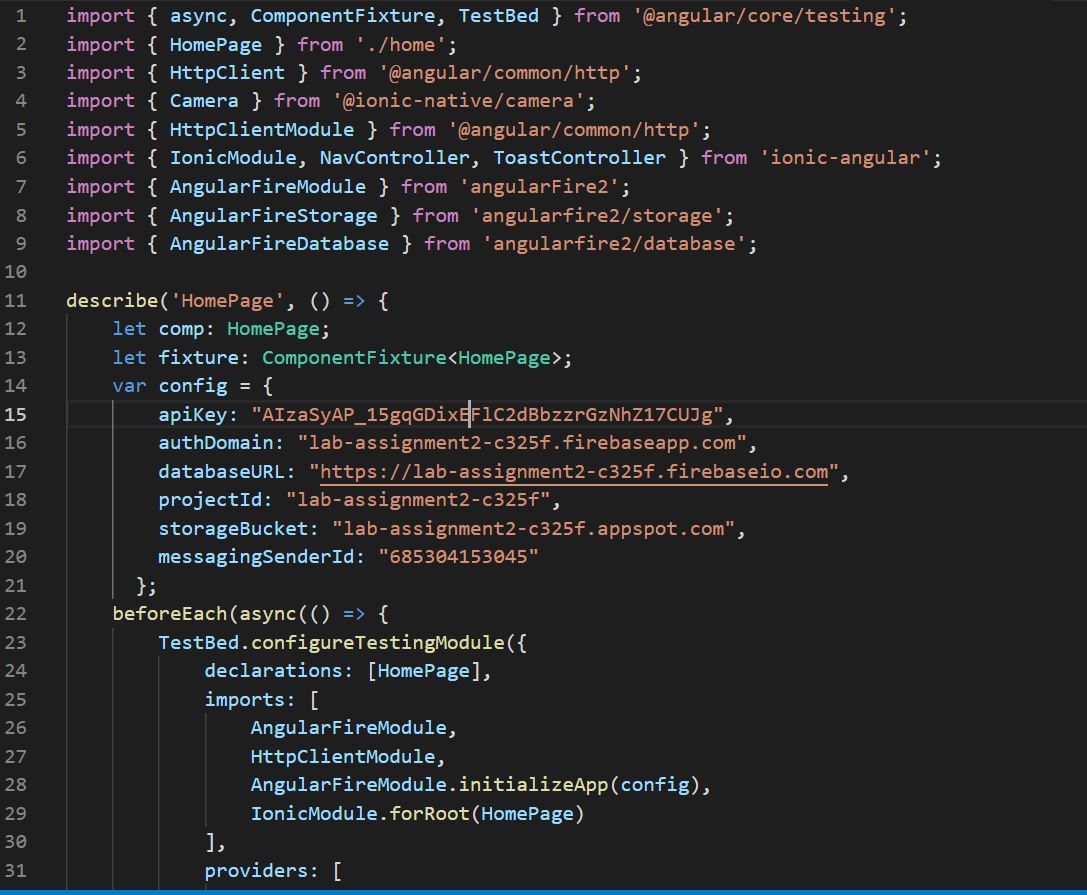 1 import { async, ComponentFixture, TestBed } from '@angular/core/testing';
2 import { HomePage } from './home';
3 import { HttpClient } from '@angular/common/http';
4 import { Camera } from '@ionic-native/camera';
5 import { HttpClientModule } from '@angular/common/http';
6 import { IonicModule, NavController, ToastController } from 'ionic-angular';
7 import { AngularFireModule } from 'angularFire2';
8 import { AngularFireStorage } from 'angularfire2/storage';
9 import { AngularFireDatabase } from 'angularfire2/database';
10
11 describe('HomePage', () => {
12     let comp: HomePage;
13     let fixture: ComponentFixture<HomePage>;
14     var config = {
15         apiKey: "AIzaSyAP_15gqGDixEFlC2dBbzzrGzNhZ17CUJg",
16         authDomain: "lab-assignment2-c325f.firebaseapp.com",
17         databaseURL: "https://lab-assignment2-c325f.firebaseio.com",
18         projectId: "lab-assignment2-c325f",
19         storageBucket: "lab-assignment2-c325f.appspot.com",
20         messagingSenderId: "685304153045"
21       };
22     beforeEach(async(() => {
23         TestBed.configureTestingModule({
24             declarations: [HomePage],
25             imports: [
26                 AngularFireModule,
27                 HttpClientModule,
28                 AngularFireModule.initializeApp(config),
29                 IonicModule.forRoot(HomePage)
30             ],
31             providers: [